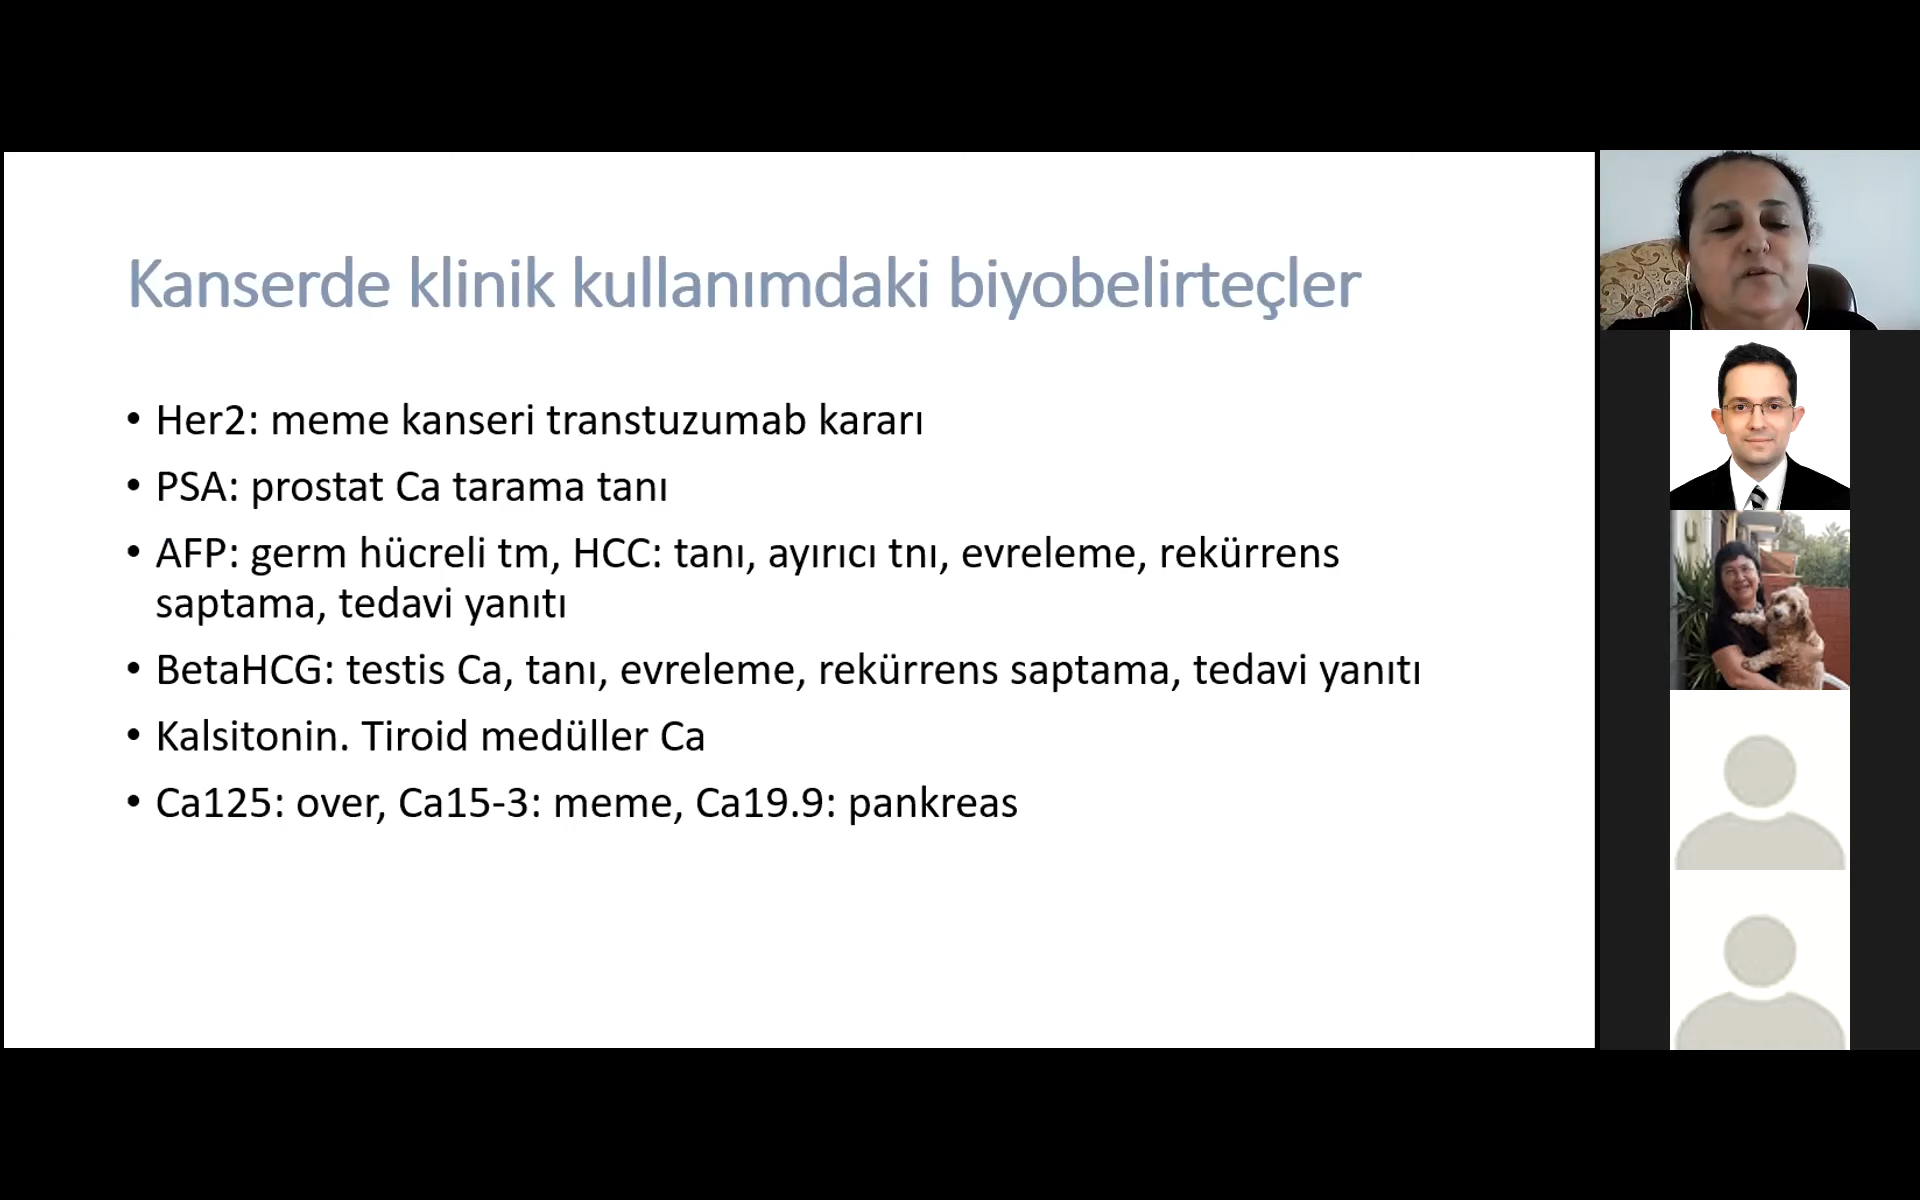 Kanserde klinik kullanımdaki biyobelirteçler
• Her2: meme kanseri transtuzumab kararı
• PSA: prostat Ca tarama tanı
• AFP: germ hücreli tm, HCC: tanı, ayırıcı tnı, evreleme, rekürrens
saptama, tedavi yanıtı
• BetaHCG: testis Ca, tanı, evreleme, rekürrens saptama, tedavi yanıtı
• Kalsitonin. Tiroid medüller Ca
• Ca125: over, Ca15-3: meme, Ca19.9: pankreas